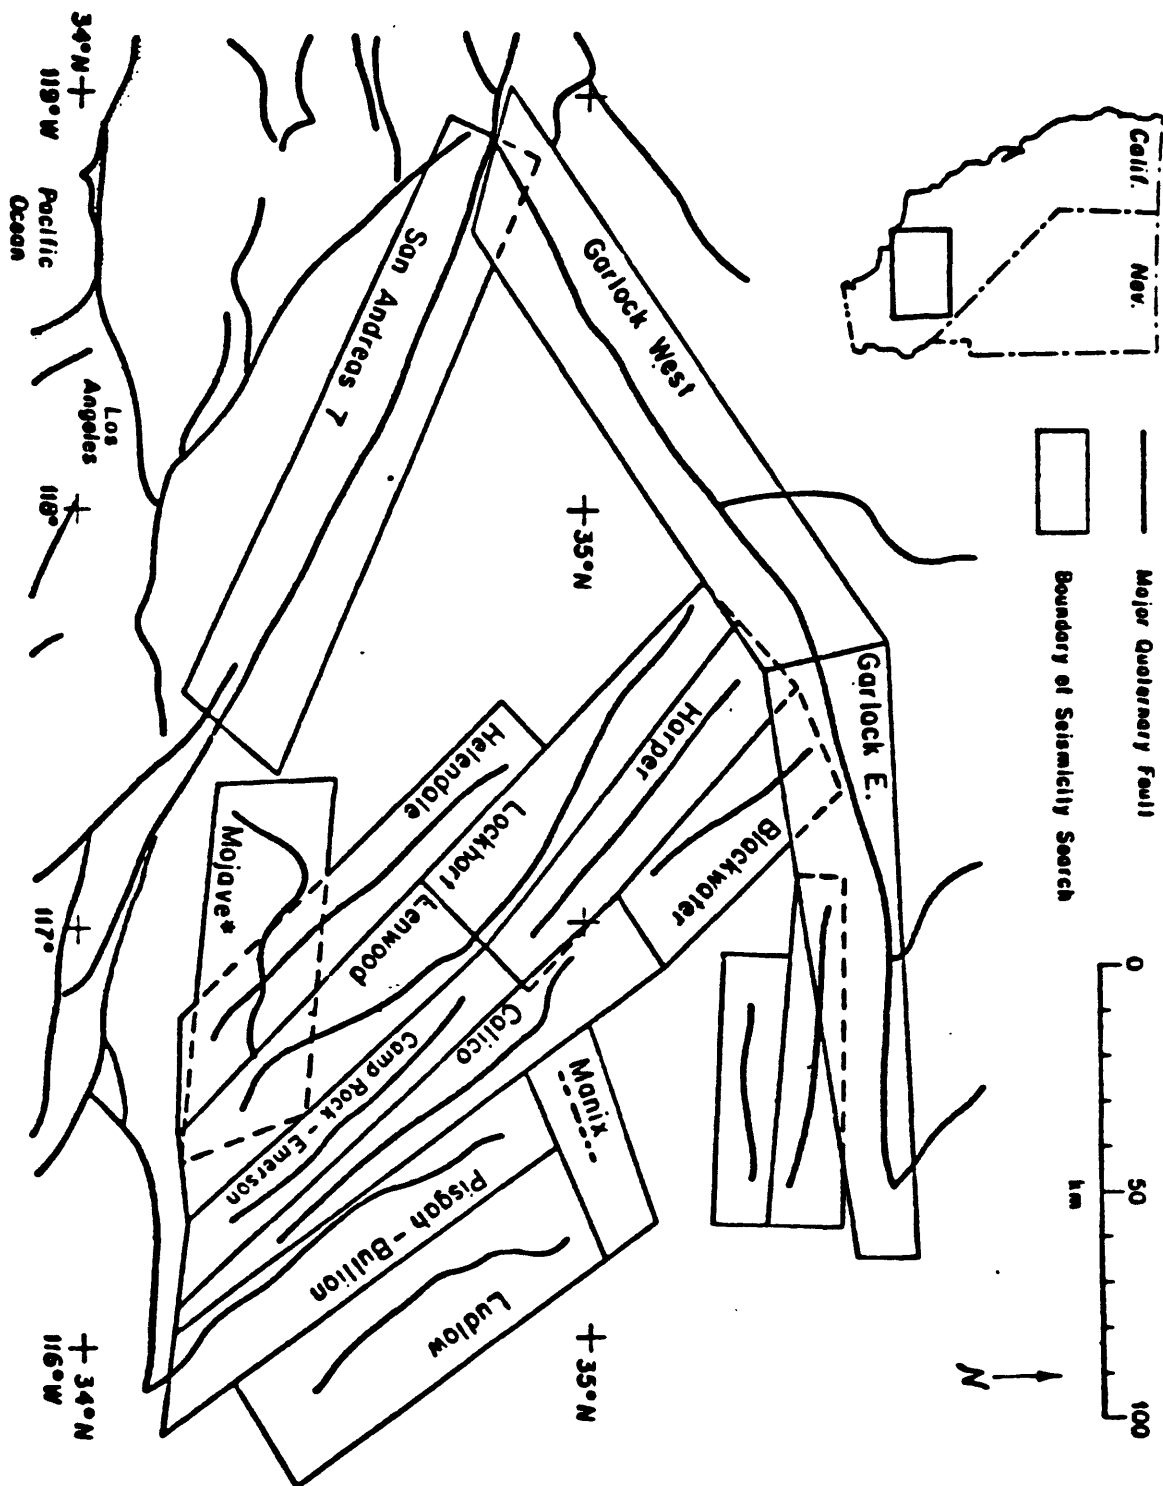 Calif.
Nev.
Major Quaternary Fault
Boundary of Seismicity Search
0
50
100
km
N
34°N
119°W
Pacific
Ocean
Los
Angeles
118°
117°
34°N
116°W
35°N
35°N
San Andreas 7
Garlock West
Garlock E.
Blackwater
Harper
Lockhart
Helendale
Lenwood
Mojave*
Calico
Camp Rock - Emerson
Manix
Pisgah - Bullion
Ludlow